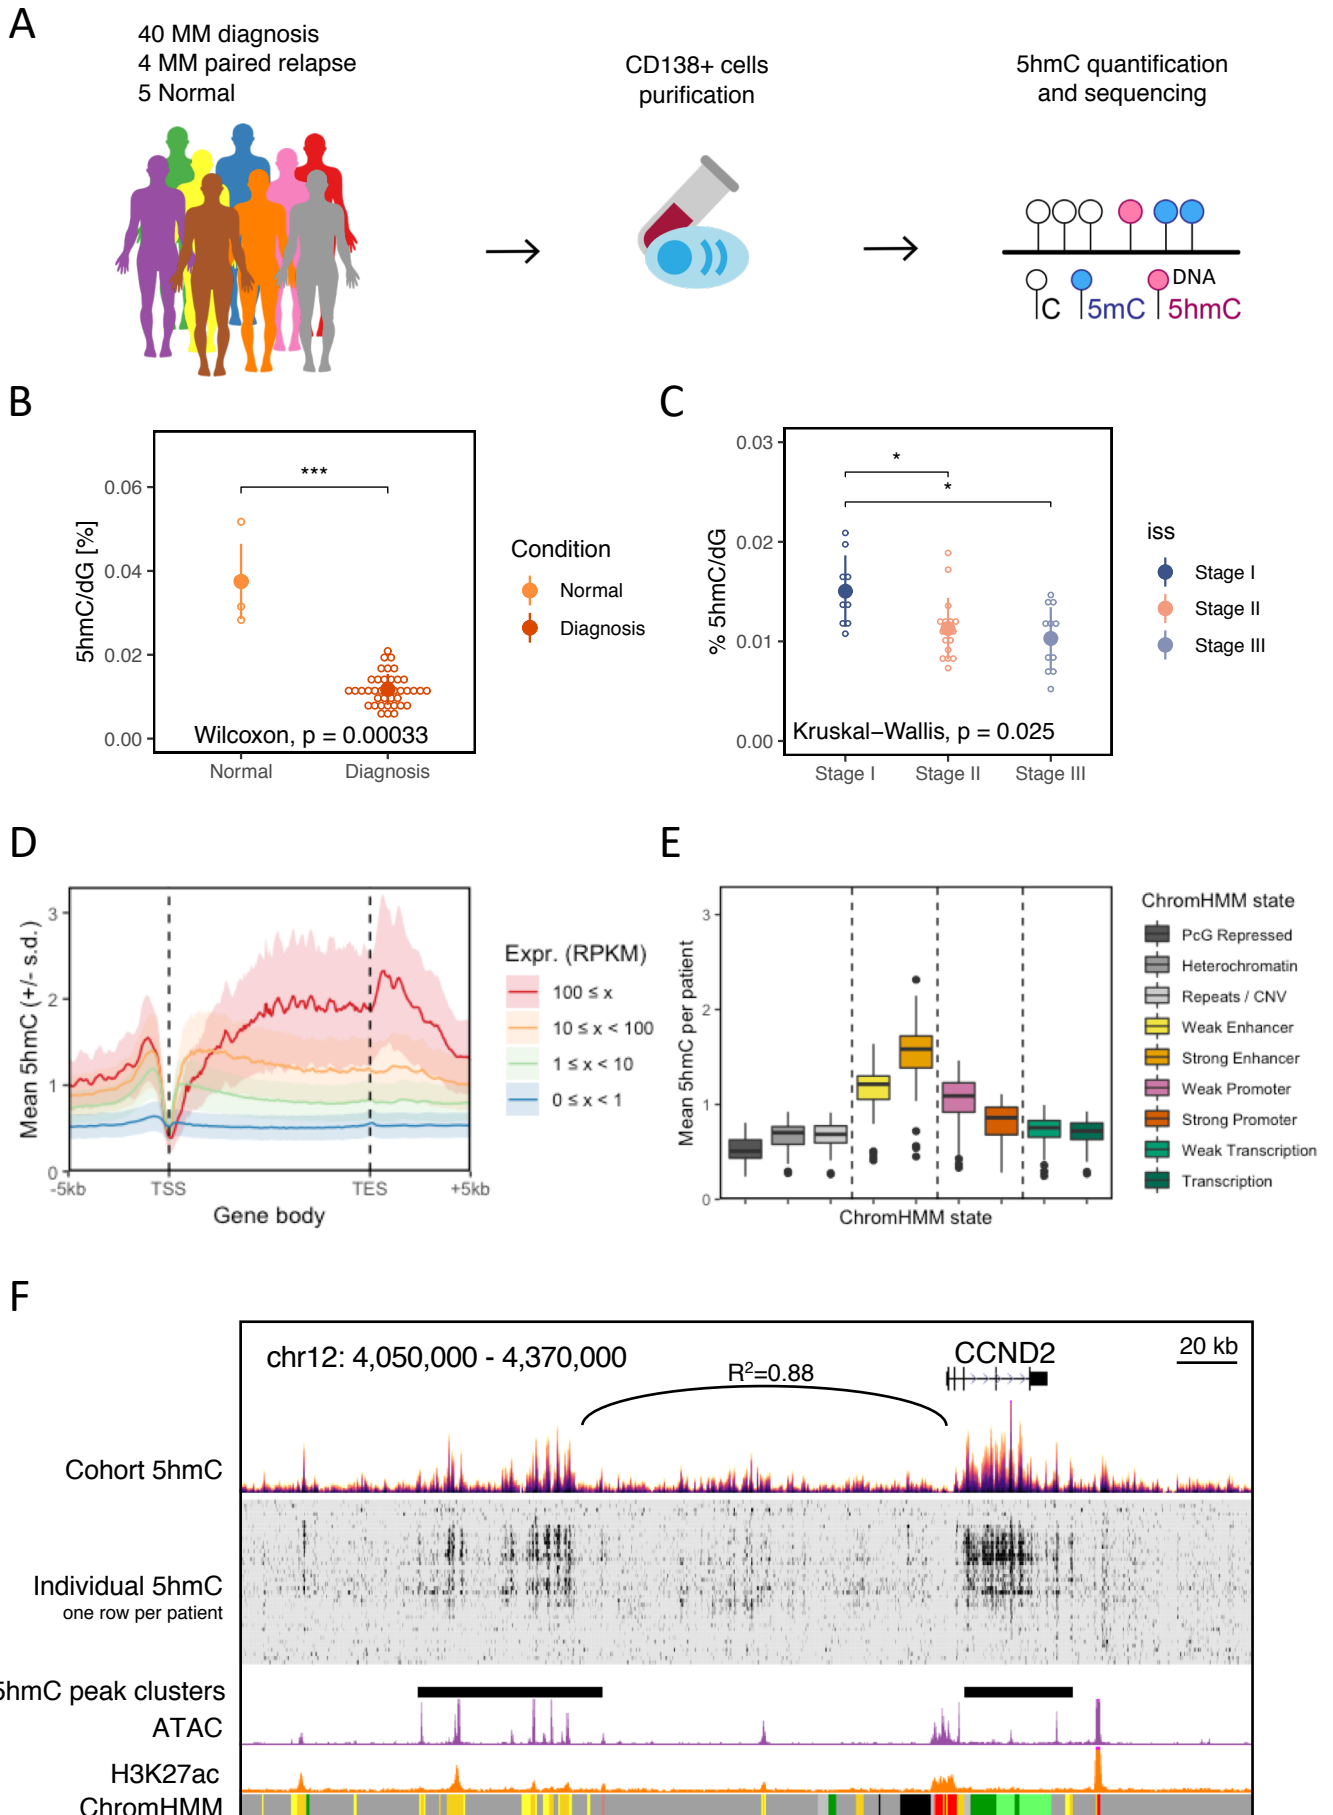 A
40 MM diagnosis
4 MM paired relapse
5 Normal
CD138+ cells
purification
5hmC quantification
and sequencing
DNA
C
5mC
5hmC
B
5hmC/dG [%]
0.06
0.04
0.02
0.00
***
Wilcoxon, p = 0.00033
Normal
Diagnosis
Condition
Normal
Diagnosis
C
% 5hmC/dG
0.03
0.02
0.01
0.00
*
*
Kruskal–Wallis, p = 0.025
Stage I
Stage II
Stage III
iss
Stage I
Stage II
Stage III
D
Mean 5hmC (+/- s.d.)
3
2
1
0
-5kb
TSS
TES
+5kb
Gene body
Expr. (RPKM)
100 ≤ x
10 ≤ x < 100
1 ≤ x < 10
0 ≤ x < 1
E
Mean 5hmC per patient
3
2
1
0
ChromHMM state
ChromHMM state
PcG Repressed
Heterochromatin
Repeats / CNV
Weak Enhancer
Strong Enhancer
Weak Promoter
Strong Promoter
Weak Transcription
Transcription
F
chr12: 4,050,000 - 4,370,000
R²=0.88
CCND2
20 kb
Cohort 5hmC
Individual 5hmC
one row per patient
5hmC peak clusters
ATAC
H3K27ac
ChromHMM